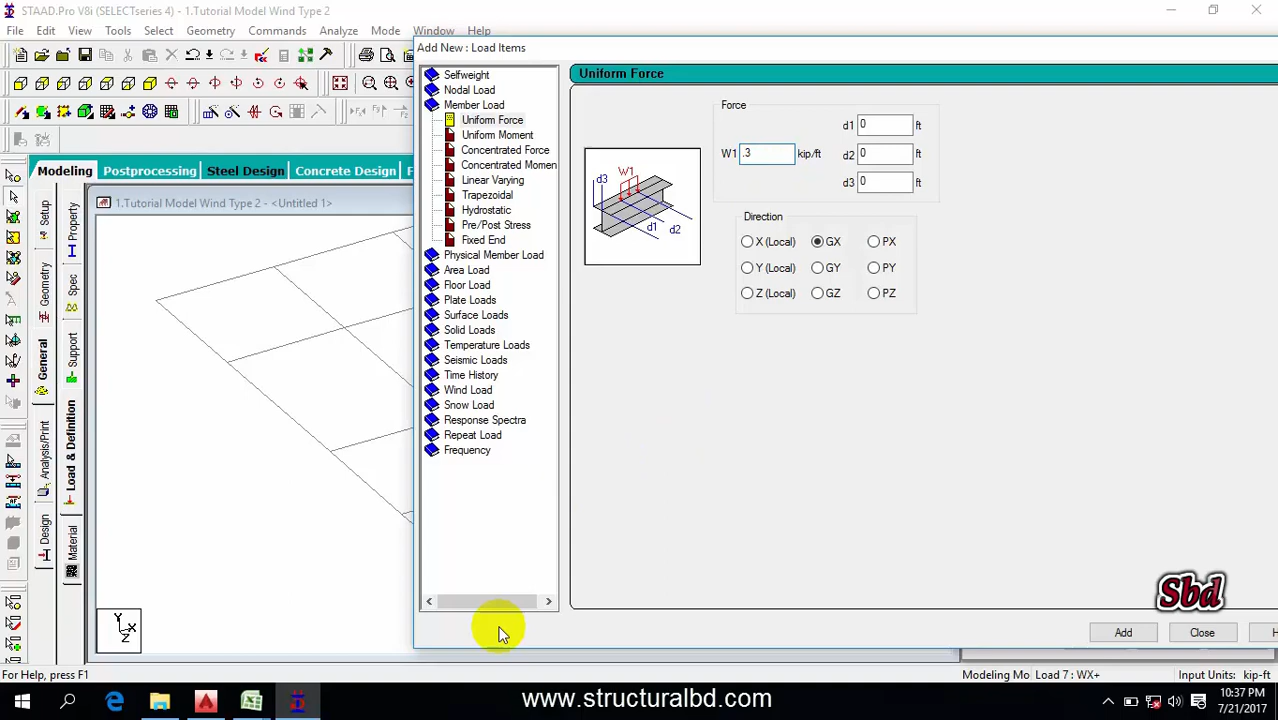 STAAD.Pro V8i (SELECTseries 4) - 1.Tutorial Model Wind Type 2
File Edit View Tools Select Geometry Commands Analyze Mode Window Help
Add New : Load Items
Selfweight
Nodal Load
Member Load
Uniform Force
Uniform Moment
Concentrated Force
Concentrated Momen
Linear Varying
Trapezoidal
Hydrostatic
Pre/Post Stress
Fixed End
Physical Member Load
Area Load
Floor Load
Plate Loads
Surface Loads
Solid Loads
Temperature Loads
Seismic Loads
Time History
Wind Load
Snow Load
Response Spectra
Repeat Load
Frequency
Uniform Force
Force
d1 0 ft
W1 .3 kip/ft d2 0 ft
d3 0 ft
W1
d3
d1
d2
Direction
X (Local) GX PX
Y (Local) GY PY
Z (Local) GZ PZ
Modeling Postprocessing Steel Design Concrete Design F
1.Tutorial Model Wind Type 2 - <Untitled 1>
Setup
Geometry
General
Analysis/Print
Design
Property
Spec
Support
Load & Definition
Material
Y
X
Z
Sbd
Add Close H
For Help, press F1
Modeling Mo Load 7 : WX+ Input Units: kip-ft
www.structuralbd.com
10:37 PM
7/21/2017